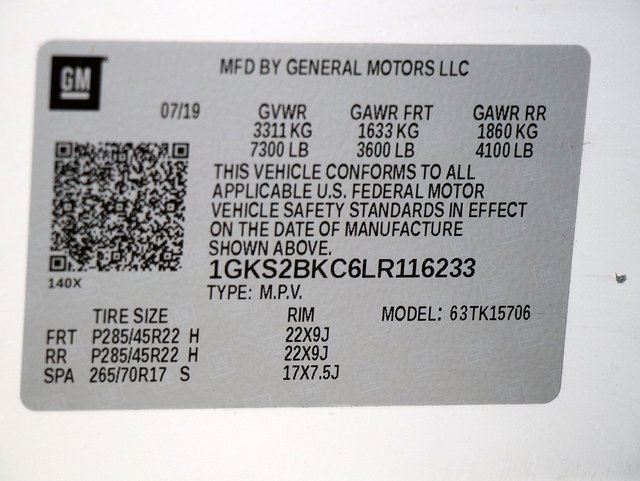 GM
MFD BY GENERAL MOTORS LLC
07/19 GVWR GAWR FRT GAWR RR
3311 KG 1633 KG 1860 KG
7300 LB 3600 LB 4100 LB
THIS VEHICLE CONFORMS TO ALL
APPLICABLE U.S. FEDERAL MOTOR
VEHICLE SAFETY STANDARDS IN EFFECT
ON THE DATE OF MANUFACTURE
SHOWN ABOVE.
1GKS2BKC6LR116233
140X
TYPE: M.P.V.
TIRE SIZE RIM MODEL: 63TK15706
FRT P285/45R22 H 22X9J
RR P285/45R22 H 22X9J
SPA 265/70R17 S 17X7.5J